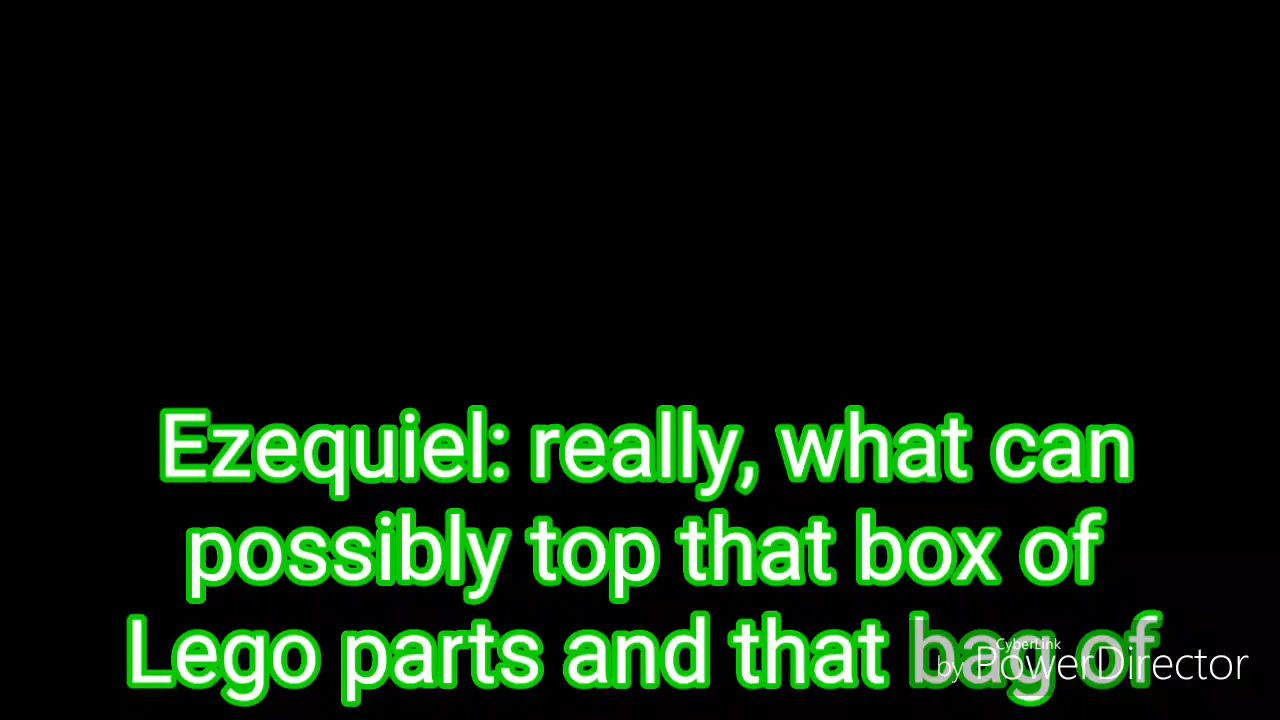 Ezequiel: really, what can
possibly top that box of
Lego parts and that bag of
CyberLink
by PowerDirector